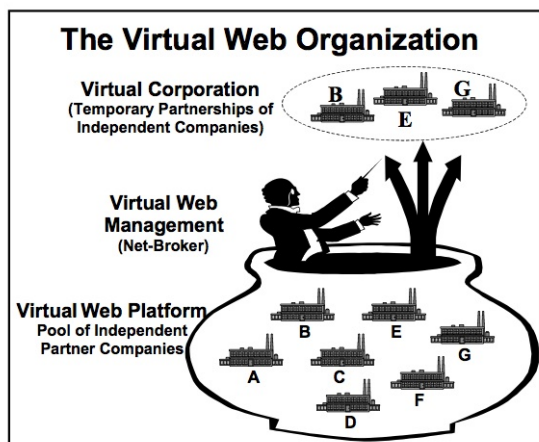 The Virtual Web Organization
Virtual Corporation
(Temporary Partnerships of
Independent Companies)
B
G
E
Virtual Web
Management
(Net-Broker)
Virtual Web Platform
Pool of Independent
Partner Companies
B
E
G
A
C
F
D